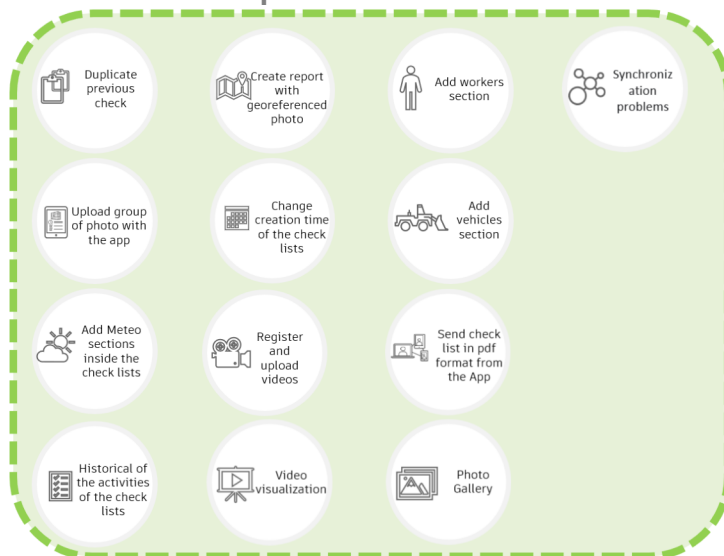 Duplicate
previous
check
Create report
with
georeferenced
photo
Add workers
section
Synchroniz
ation
problems
Upload group
of photo with
the app
Change
creation time
of the check
lists
Add
vehicles
section
Add Meteo
sections
inside the
check lists
Register
and
upload
videos
Send check
list in pdf
format from
the App
Historical of
the activities
of the check
lists
Video
visualization
Photo
Gallery